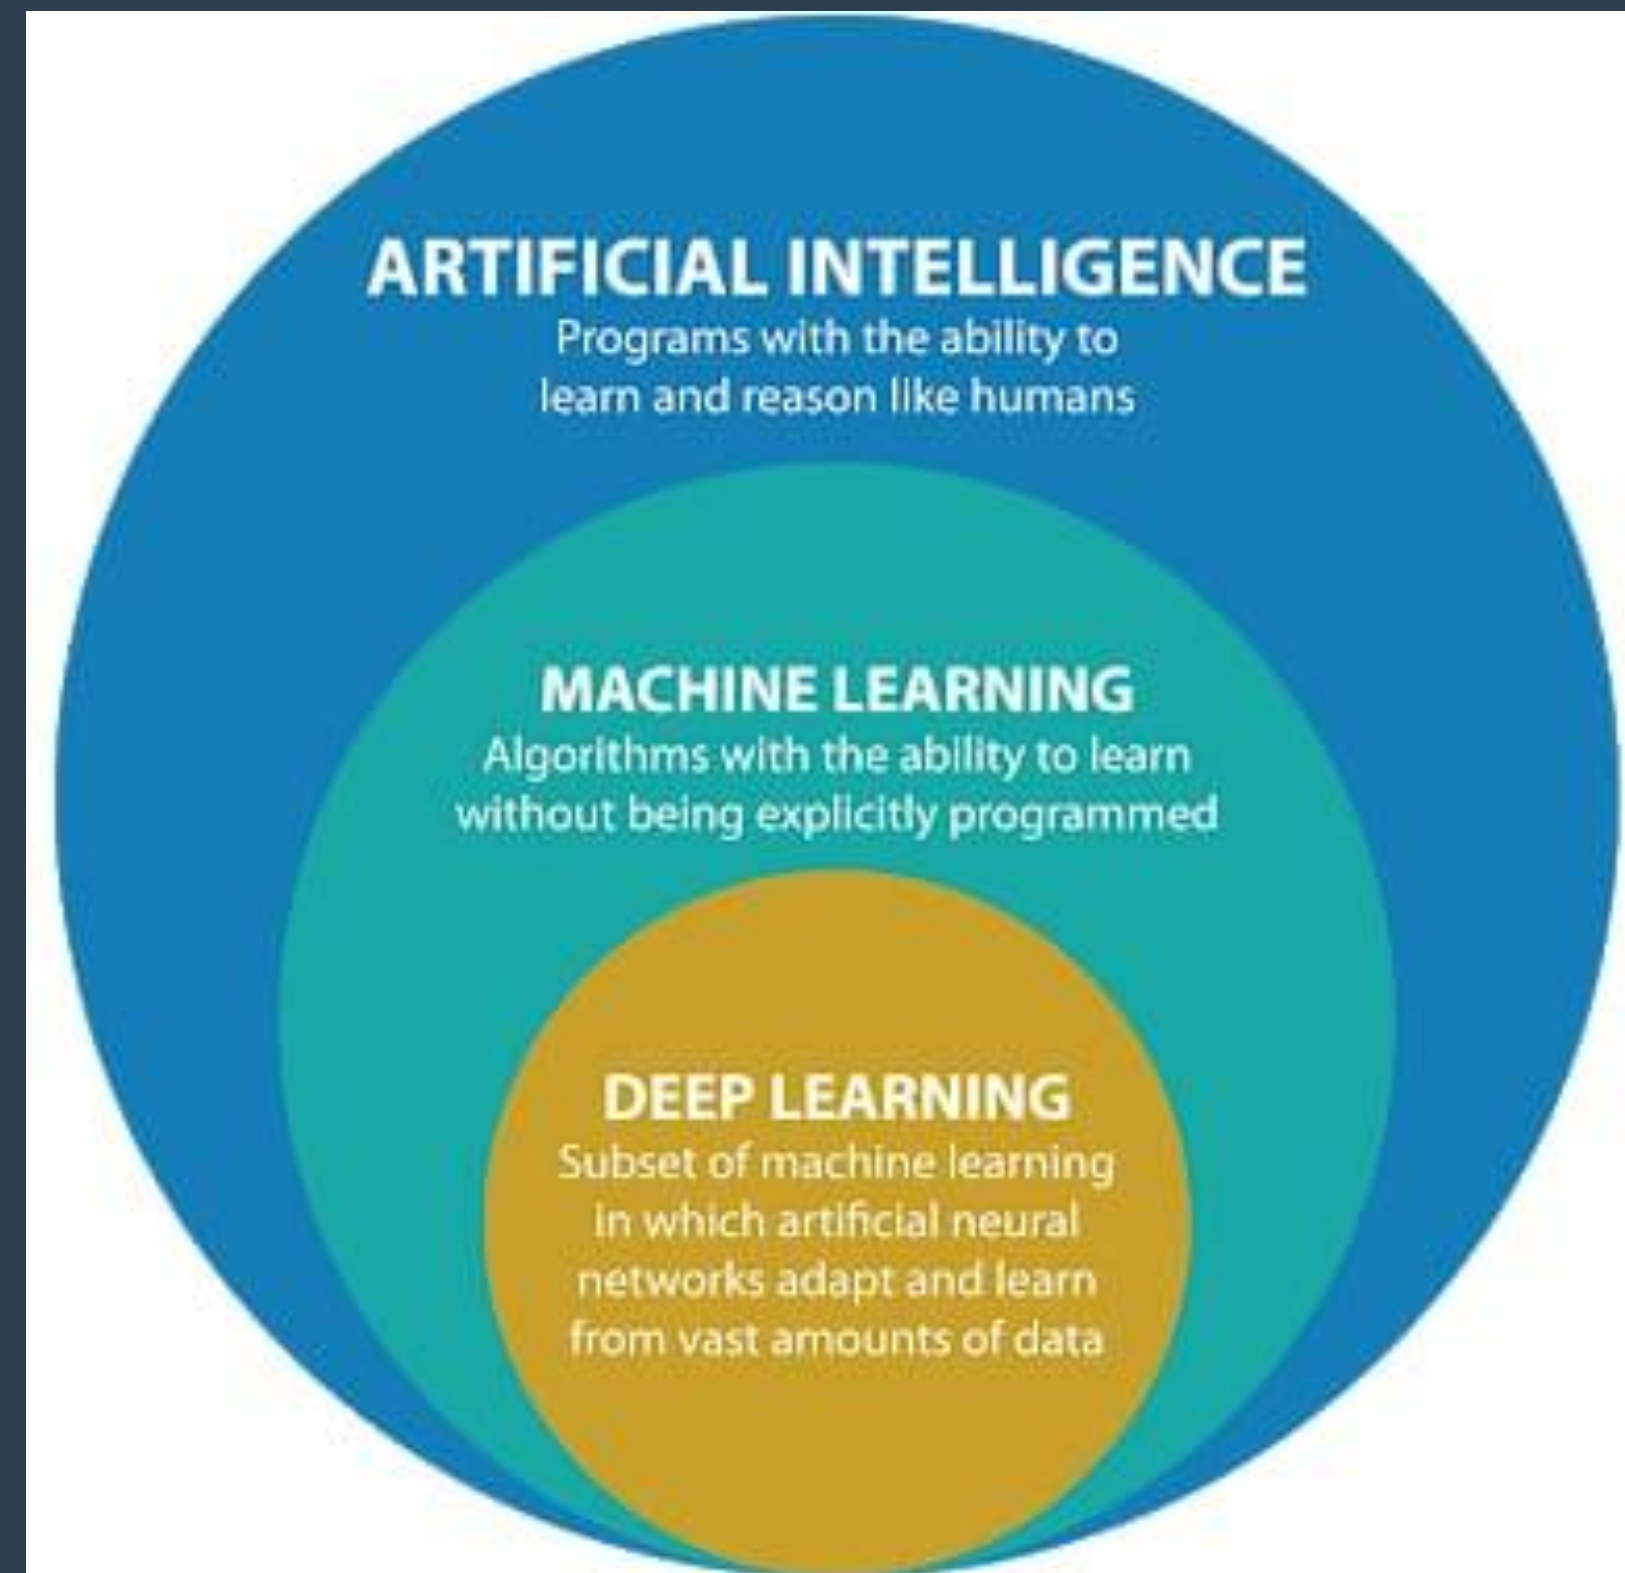 ARTIFICIAL INTELLIGENCE
Programs with the ability to
learn and reason like humans
MACHINE LEARNING
Algorithms with the ability to learn
without being explicitly programmed
DEEP LEARNING
Subset of machine learning
in which artificial neural
networks adapt and learn
from vast amounts of data